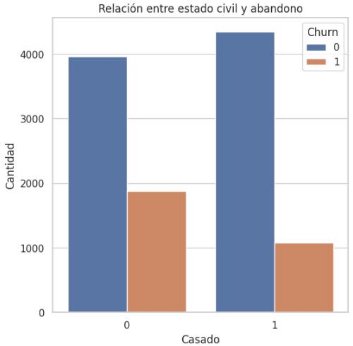 Relación entre estado civil y abandono
Churn
0
1
4000
3000
2000
1000
0
Cantidad
0
1
Casado